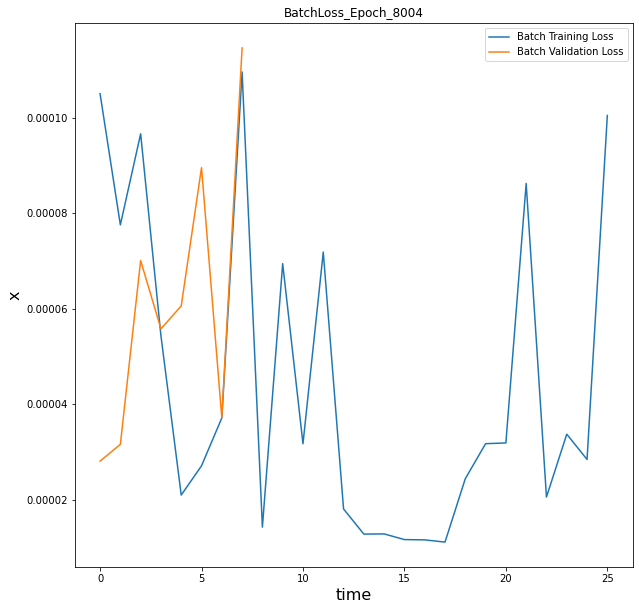 BatchLoss_Epoch_8004
Batch Training Loss
Batch Validation Loss
0.00010
0.00008
0.00006
0.00004
0.00002
x
0 5 10 15 20 25
time